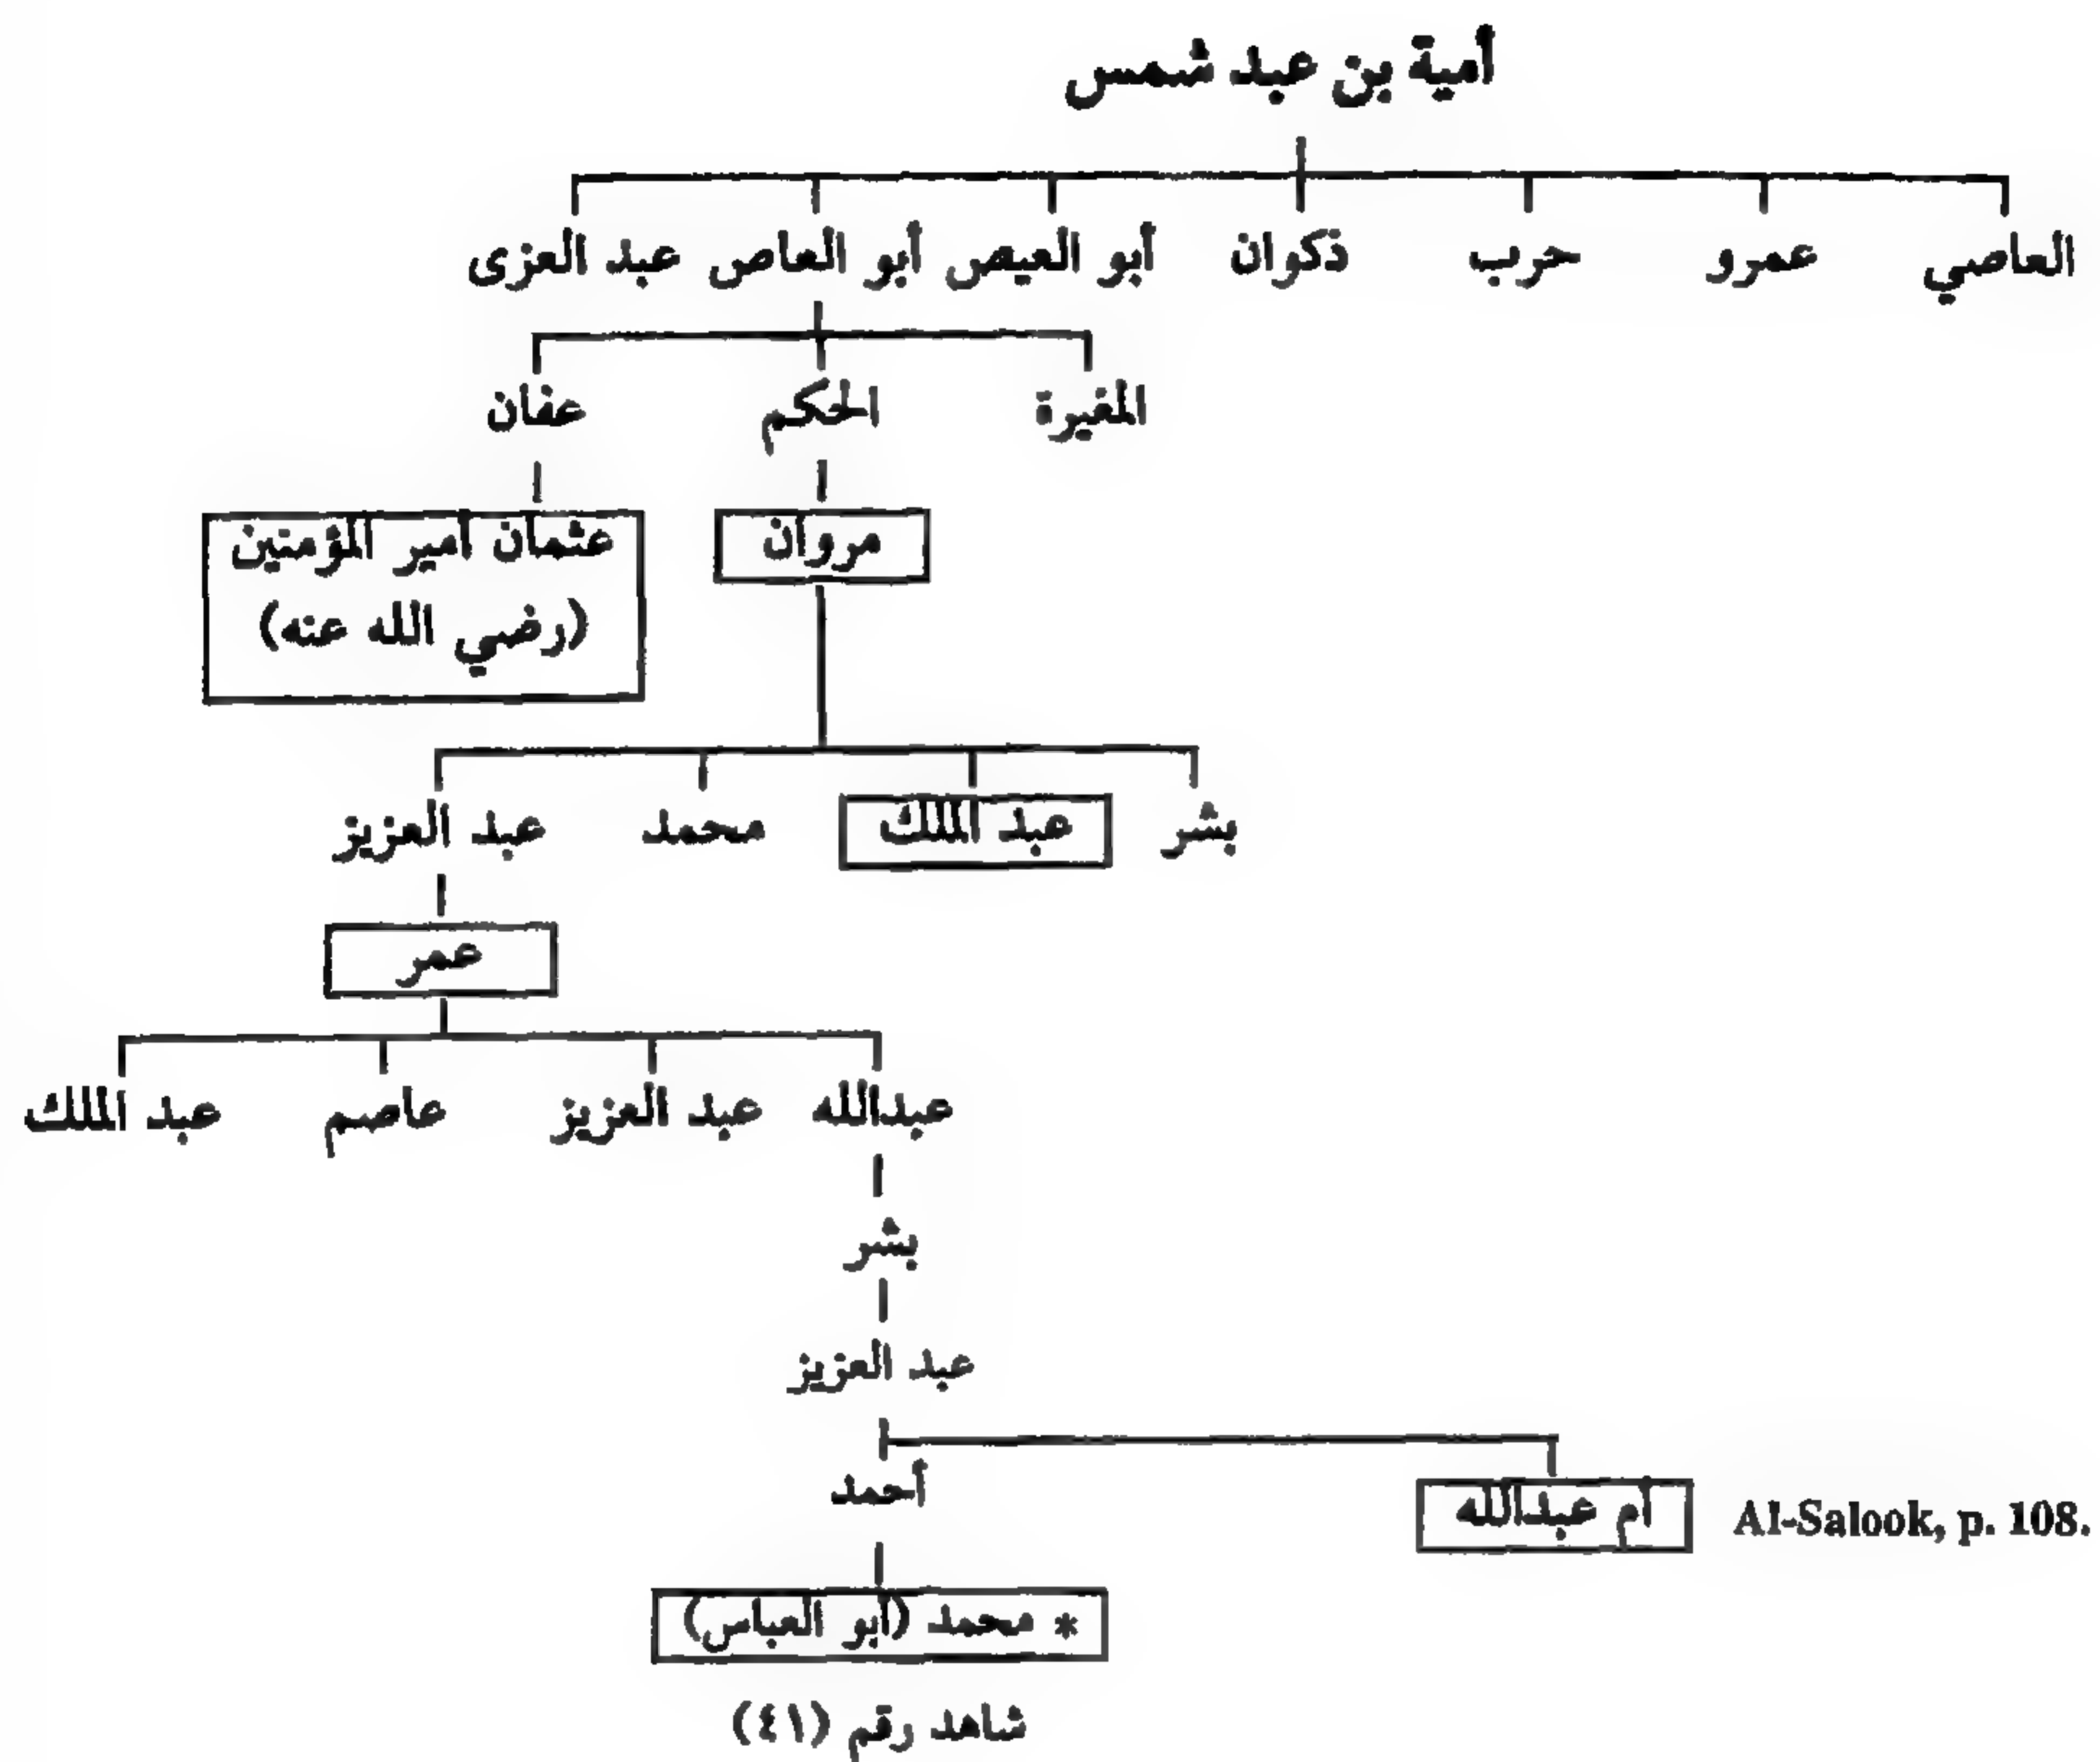 أمية بن عبد شمس
العاصي عمرو حرب ذكوان أبو العيص أبو العاص عبد العزى
المغيرة الحكم عفان
مروان عثمان أمير المؤمنين
(رضي الله عنه)
بشر عبد الملك محمد عبد العزيز
عمر
عبدالله عبد العزيز عاصم عبد الملك
بشر
عبد العزيز
أحمد
أم عبدالله Al-Salook, p. 108.
* محمد (أبو العباس)
شاهد رقم (٤١)